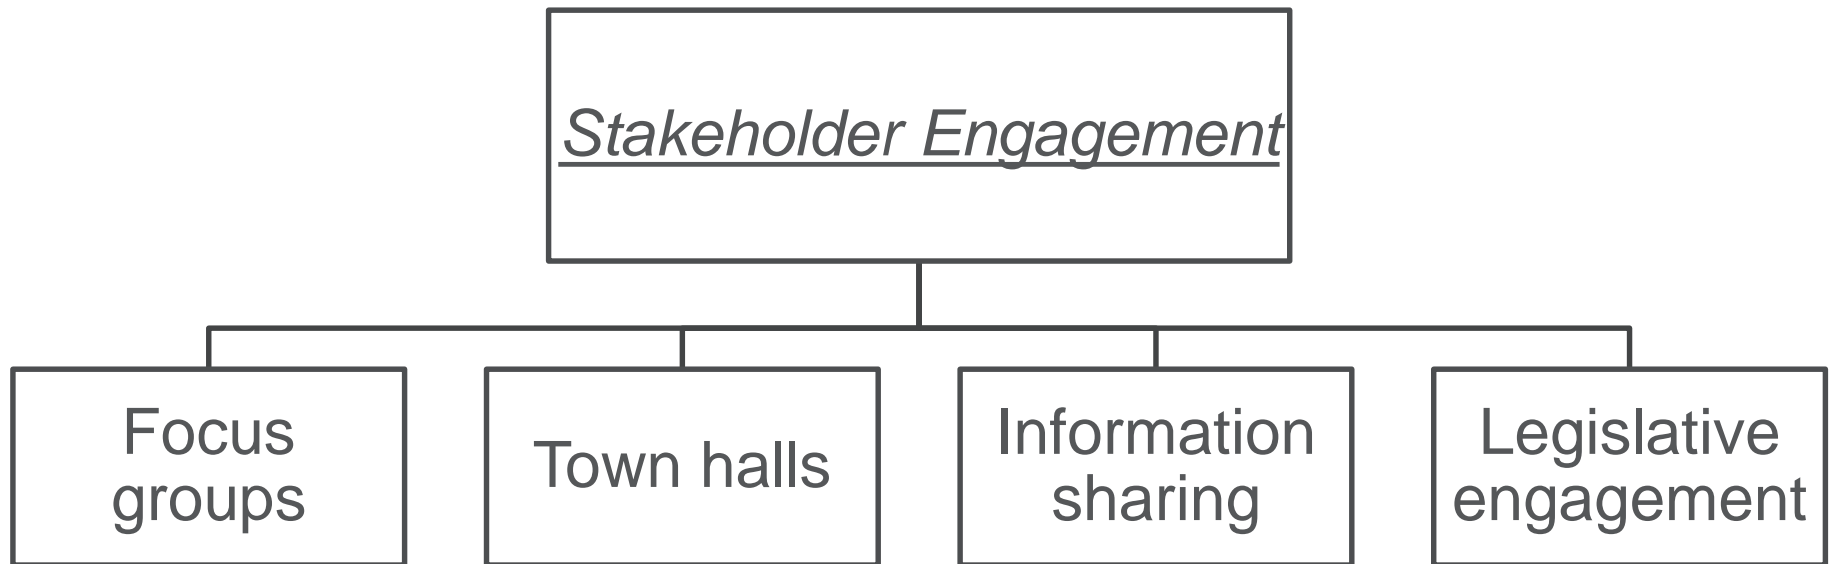 Stakeholder Engagement
Focus
groups
Town halls
Information
sharing
Legislative
engagement